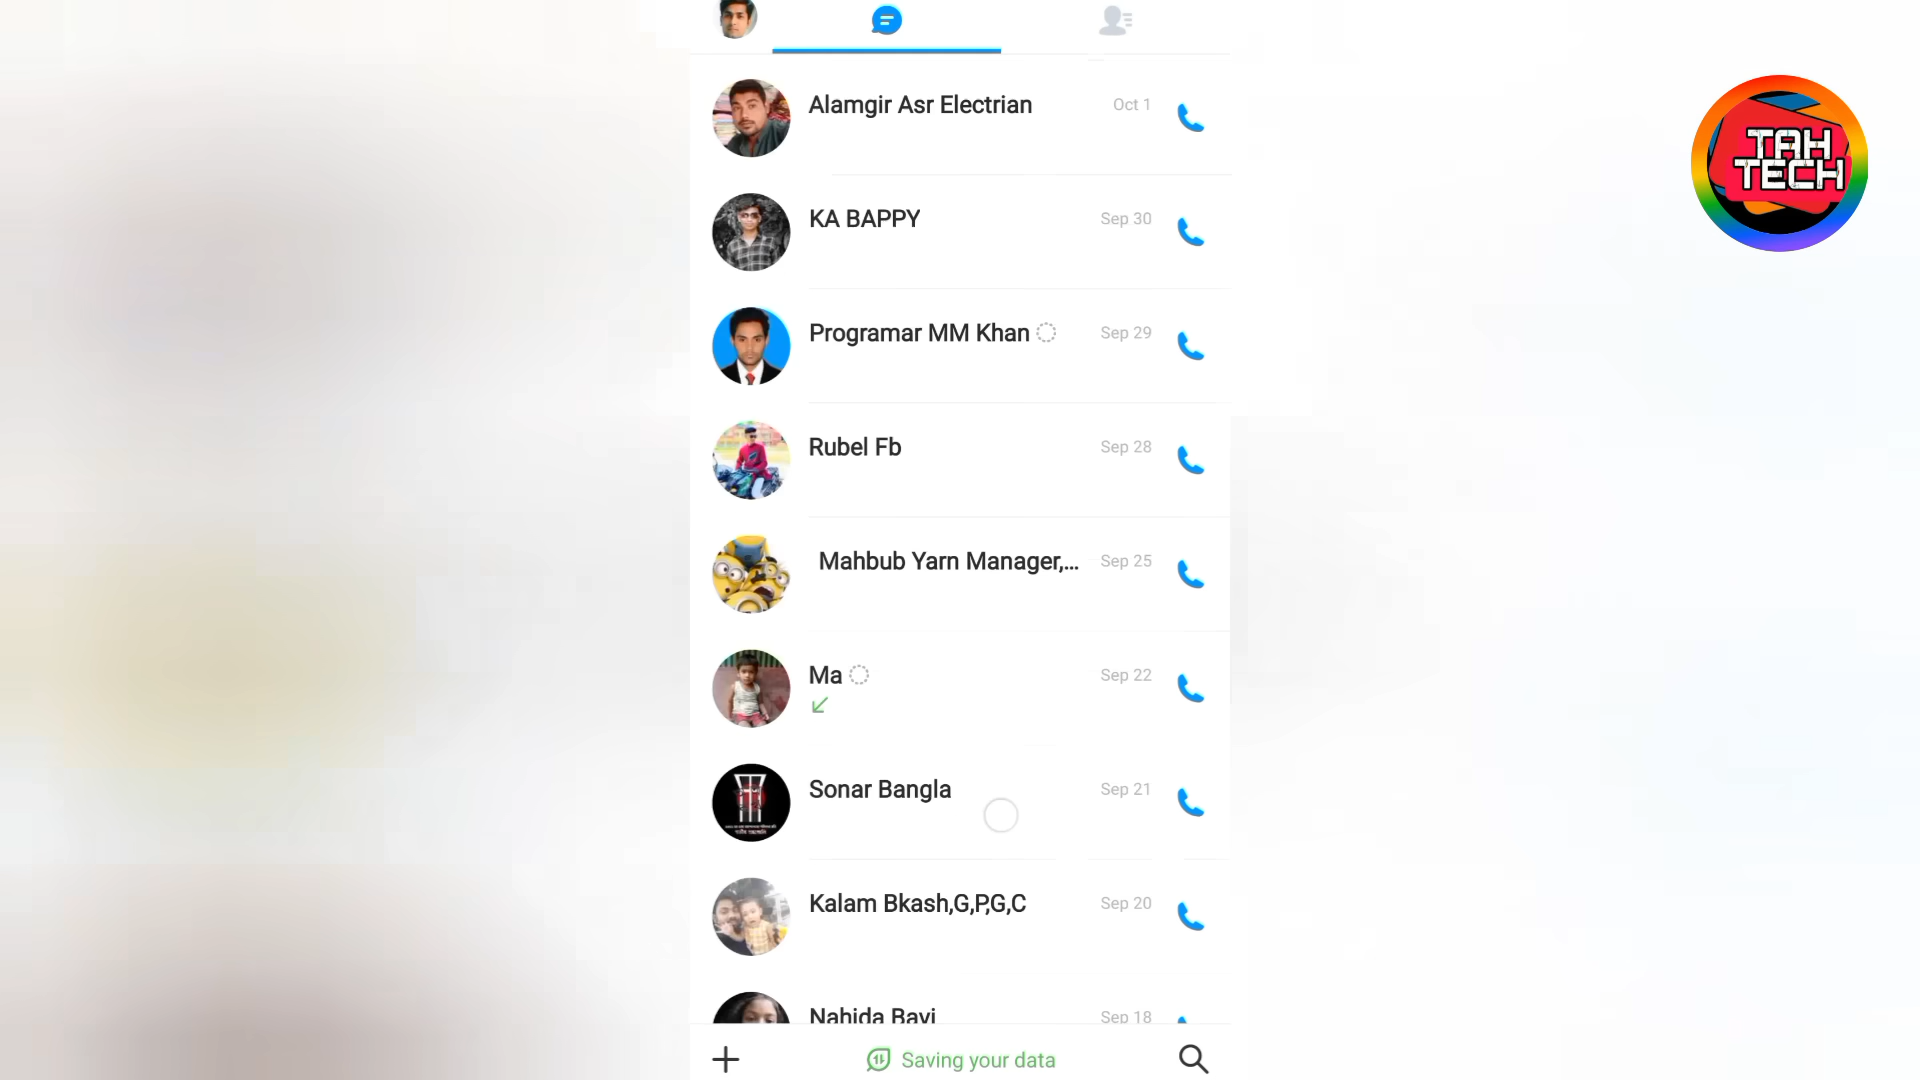 Alamgir Asr Electrian
Oct 1
KA BAPPY
Sep 30
Programar MM Khan
Sep 29
Rubel Fb
Sep 28
Mahbub Yarn Manager,...
Sep 25
Ma
Sep 22
Sonar Bangla
Sep 21
Kalam Bkash,G,P,G,C
Sep 20
Nahida Bavi
Sep 18
Saving your data
TAH
TECH